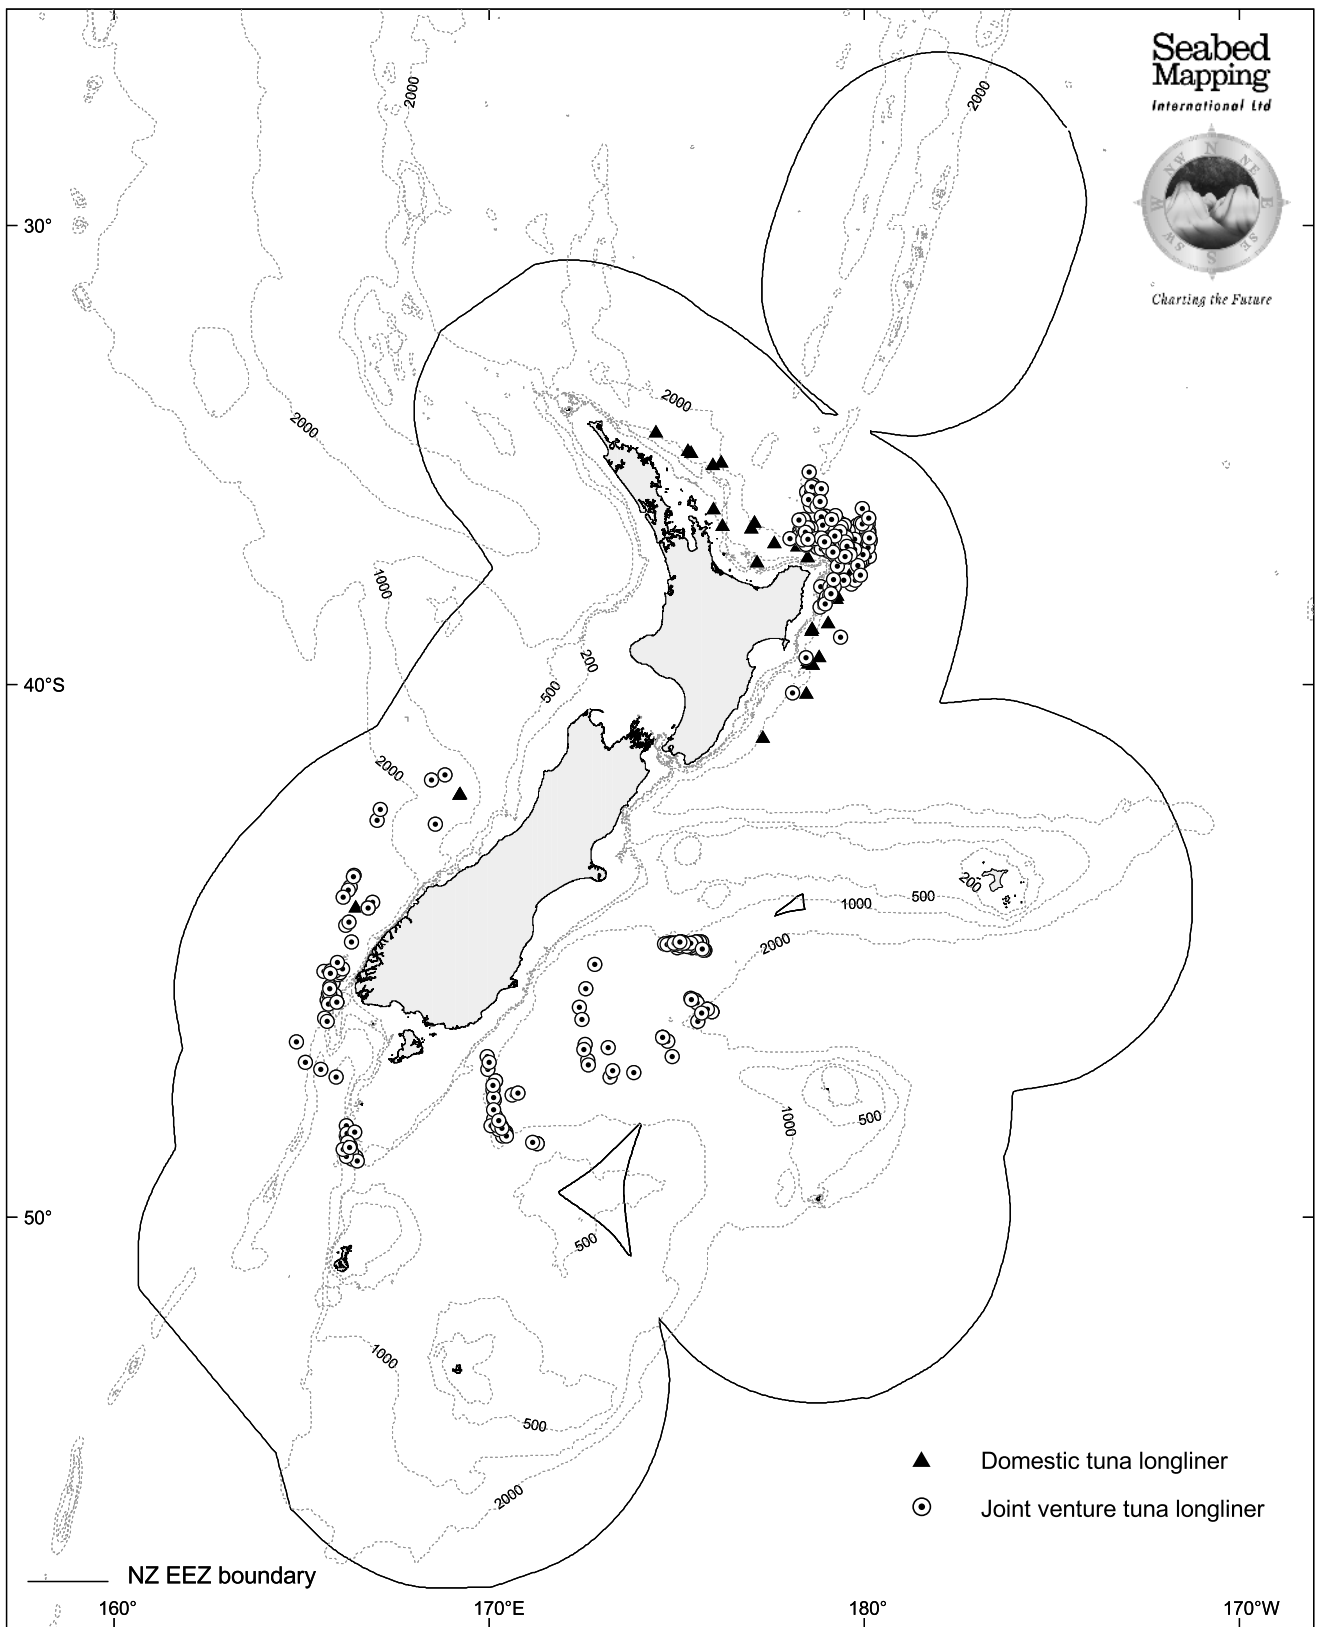 Seabed
Mapping
International Ltd
N
NE
E
SE
S
SW
W
NW
Charting the Future
2000
2000
30°
2000
2000
1000
200
500
40°S
2000
200
500
1000
2000
1000
500
50°
500
1000
500
2000
Domestic tuna longliner
Joint venture tuna longliner
NZ EEZ boundary
160°
170°E
180°
170°W